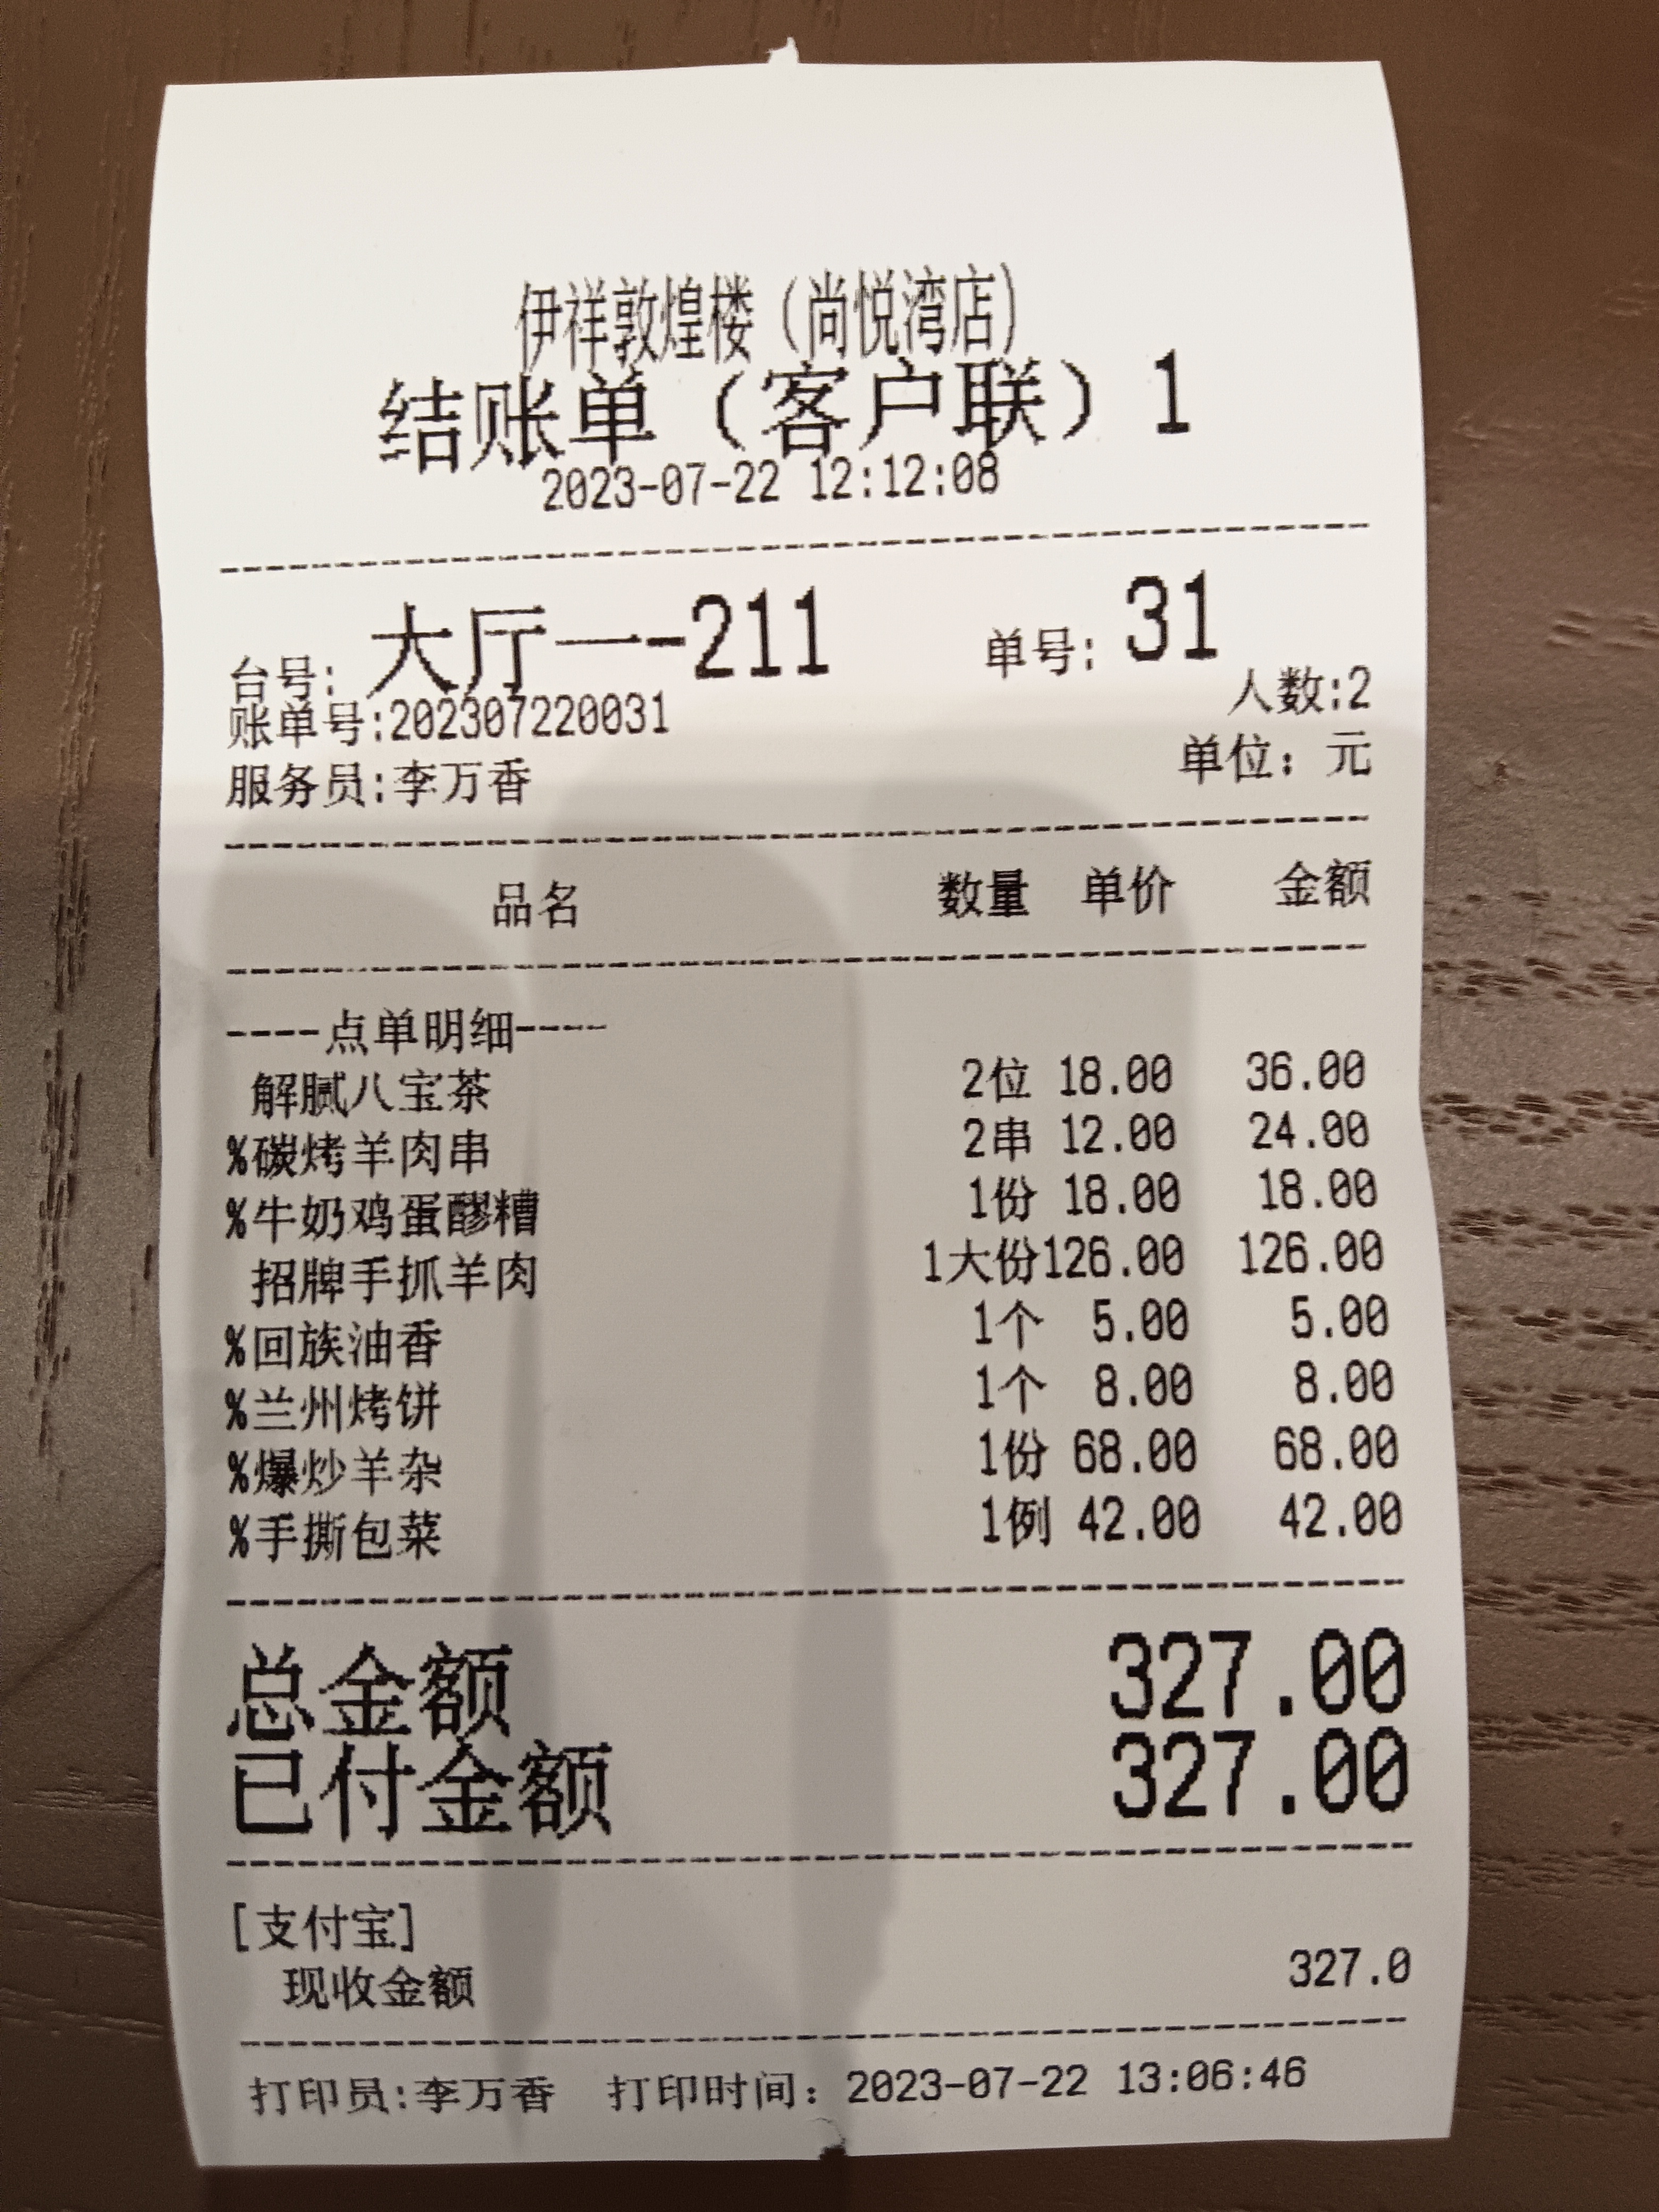 伊祥敦煌楼（尚悦湾店）
结账单（客户联）1
2023-07-22 12:12:08
台号: 大厅一-211 单号: 31
人数:2
账单号:202307220031
单位: 元
服务员:李万香
品名 数量 单价 金额
----点单明细----
解腻八宝茶 2位 18.00 36.00
%碳烤羊肉串 2串 12.00 24.00
%牛奶鸡蛋醪糟 1份 18.00 18.00
招牌手抓羊肉 1大份126.00 126.00
%回族油香 1个 5.00 5.00
%兰州烤饼 1个 8.00 8.00
%爆炒羊杂 1份 68.00 68.00
%手撕包菜 1例 42.00 42.00
总金额 327.00
已付金额 327.00
[支付宝]
现收金额 327.0
打印员:李万香 打印时间: 2023-07-22 13:06:46